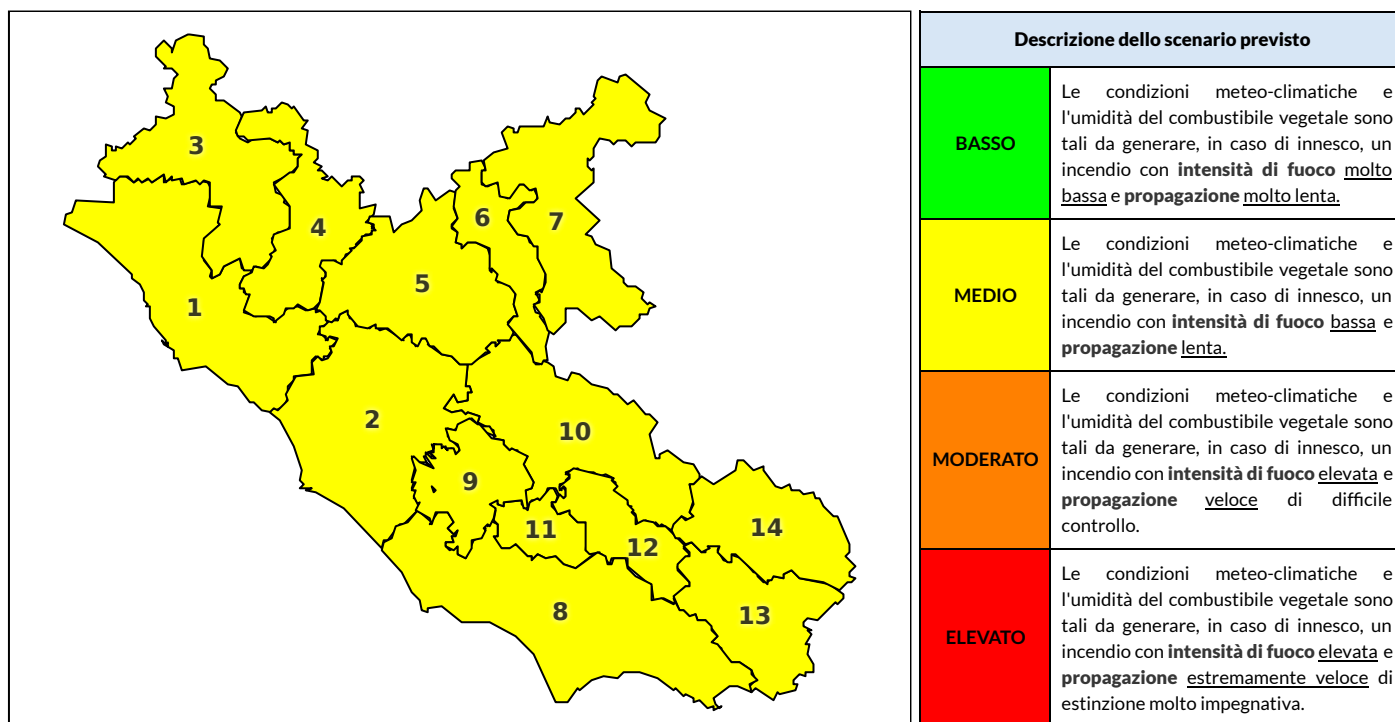 3
4
6
7
5
1
2
10
9
11
12
14
8
13
Descrizione dello scenario previsto
BASSO
Le condizioni meteo-climatiche e
l'umidità del combustibile vegetale sono
tali da generare, in caso di innesco, un
incendio con intensità di fuoco molto
bassa e propagazione molto lenta.
MEDIO
Le condizioni meteo-climatiche e
l'umidità del combustibile vegetale sono
tali da generare, in caso di innesco, un
incendio con intensità di fuoco bassa e
propagazione lenta.
MODERATO
Le condizioni meteo-climatiche e
l'umidità del combustibile vegetale sono
tali da generare, in caso di innesco, un
incendio con intensità di fuoco elevata e
propagazione veloce di difficile
controllo.
ELEVATO
Le condizioni meteo-climatiche e
l'umidità del combustibile vegetale sono
tali da generare, in caso di innesco, un
incendio con intensità di fuoco elevata e
propagazione estremamente veloce di
estinzione molto impegnativa.